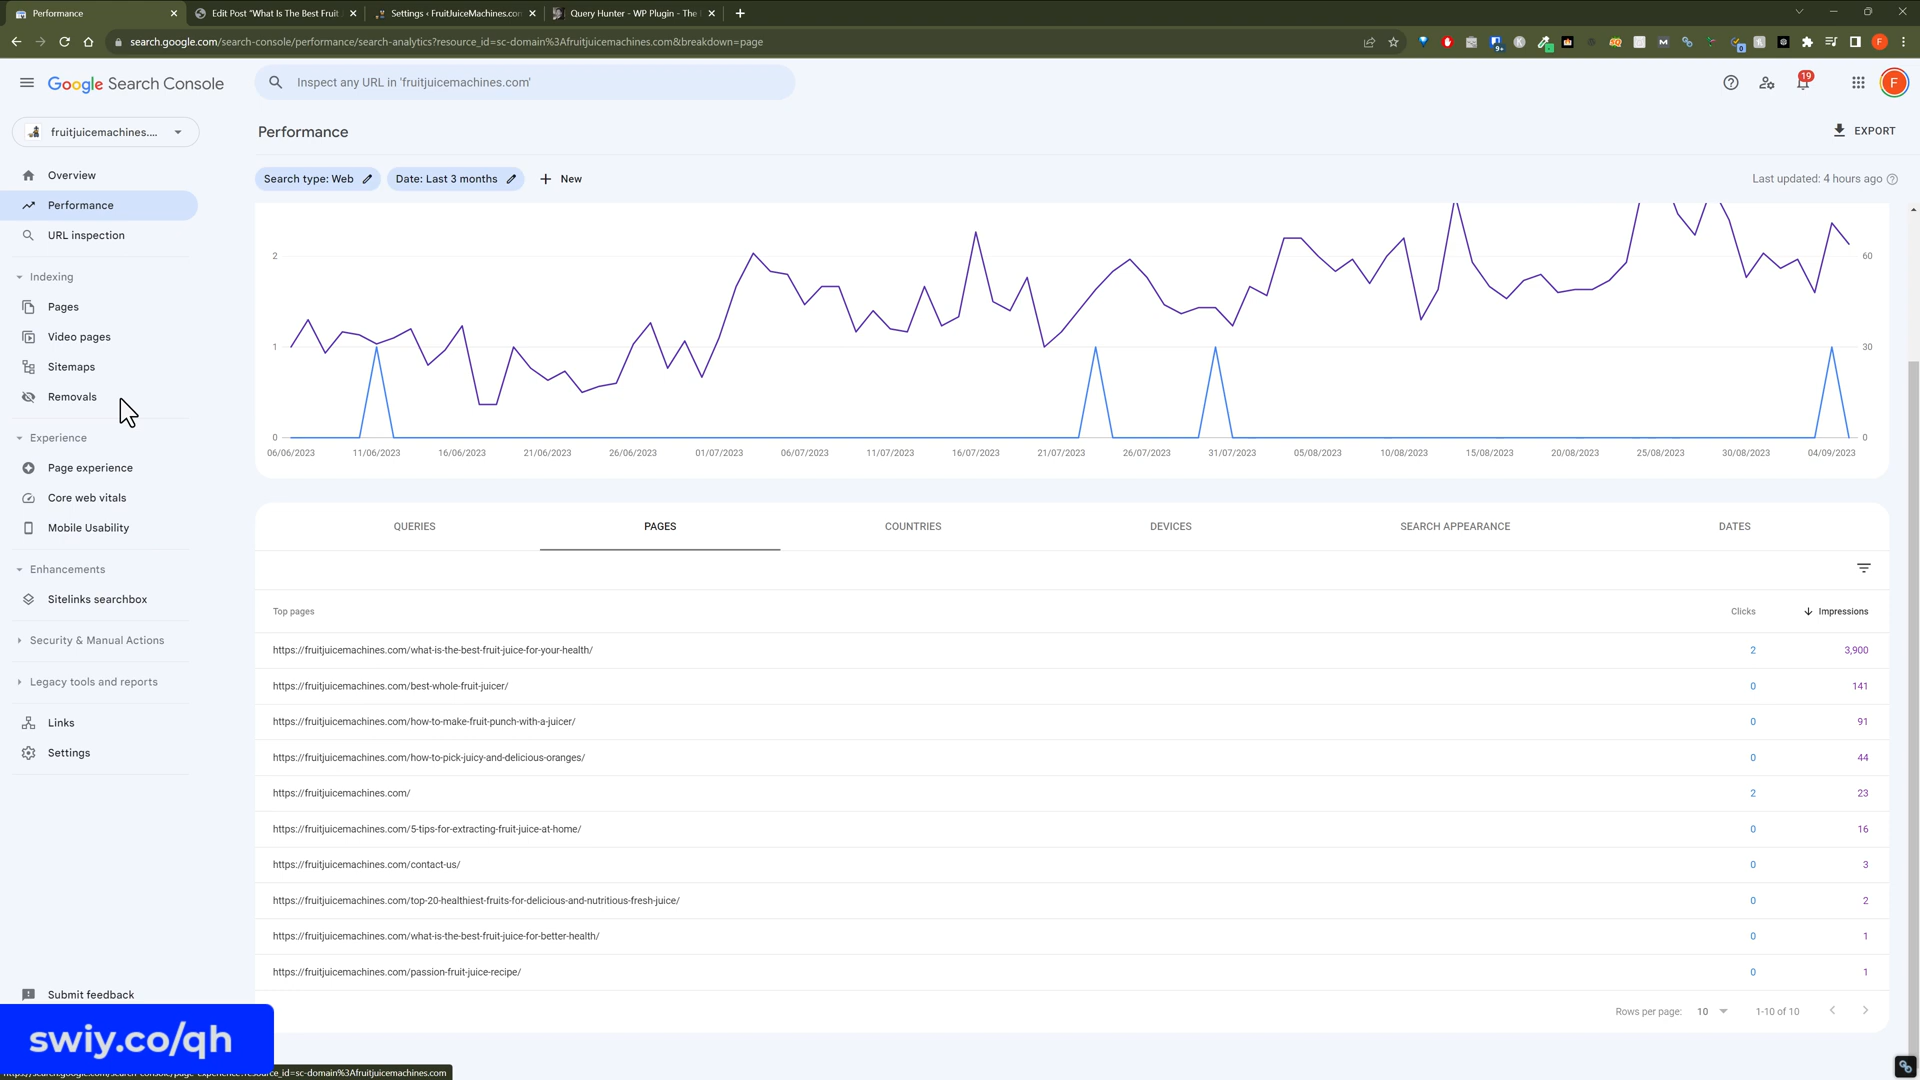 Performance
Edit Post "What Is The Best Fruit
Settings ‹ FruitJuiceMachines.com
Query Hunter - WP Plugin - The
search.google.com/search-console/performance/search-analytics?resource_id=sc-domain%3Afruitjuicemachines.com&breakdown=page
Google Search Console
Inspect any URL in 'fruitjuicemachines.com'
19
F
fruitjuicemachines....
Performance
EXPORT
Search type: Web
Date: Last 3 months
New
Last updated: 4 hours ago
Overview
Performance
URL inspection
Indexing
Pages
Video pages
Sitemaps
Removals
Experience
Page experience
Core web vitals
Mobile Usability
Enhancements
Sitelinks searchbox
Security & Manual Actions
Legacy tools and reports
Links
Settings
Submit feedback
2 60
1 30
0 0
06/06/2023 11/06/2023 16/06/2023 21/06/2023 26/06/2023 01/07/2023 06/07/2023 11/07/2023 16/07/2023 21/07/2023 26/07/2023 31/07/2023 05/08/2023 10/08/2023 15/08/2023 20/08/2023 25/08/2023 30/08/2023 04/09/2023
QUERIES PAGES COUNTRIES DEVICES SEARCH APPEARANCE DATES
Top pages Clicks Impressions
https://fruitjuicemachines.com/what-is-the-best-fruit-juice-for-your-health/ 2 3,900
https://fruitjuicemachines.com/best-whole-fruit-juicer/ 0 141
https://fruitjuicemachines.com/how-to-make-fruit-punch-with-a-juicer/ 0 91
https://fruitjuicemachines.com/how-to-pick-juicy-and-delicious-oranges/ 0 44
https://fruitjuicemachines.com/ 2 23
https://fruitjuicemachines.com/5-tips-for-extracting-fruit-juice-at-home/ 0 16
https://fruitjuicemachines.com/contact-us/ 0 3
https://fruitjuicemachines.com/top-20-healthiest-fruits-for-delicious-and-nutritious-fresh-juice/ 0 2
https://fruitjuicemachines.com/what-is-the-best-fruit-juice-for-better-health/ 0 1
https://fruitjuicemachines.com/passion-fruit-juice-recipe/ 0 1
Rows per page: 10 1-10 of 10
swiy.co/qh